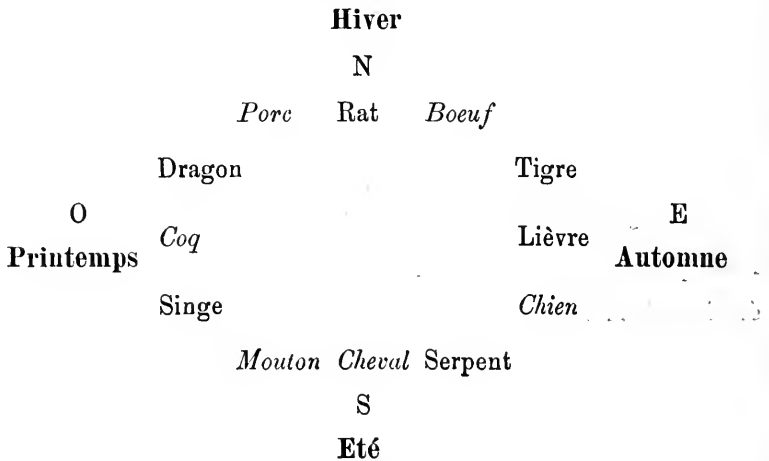 Hiver
N
Porc Rat Boeuf
Dragon Tigre
O E
Coq Lièvre
Printemps Automne
Singe Chien
Mouton Cheval Serpent
S
Eté